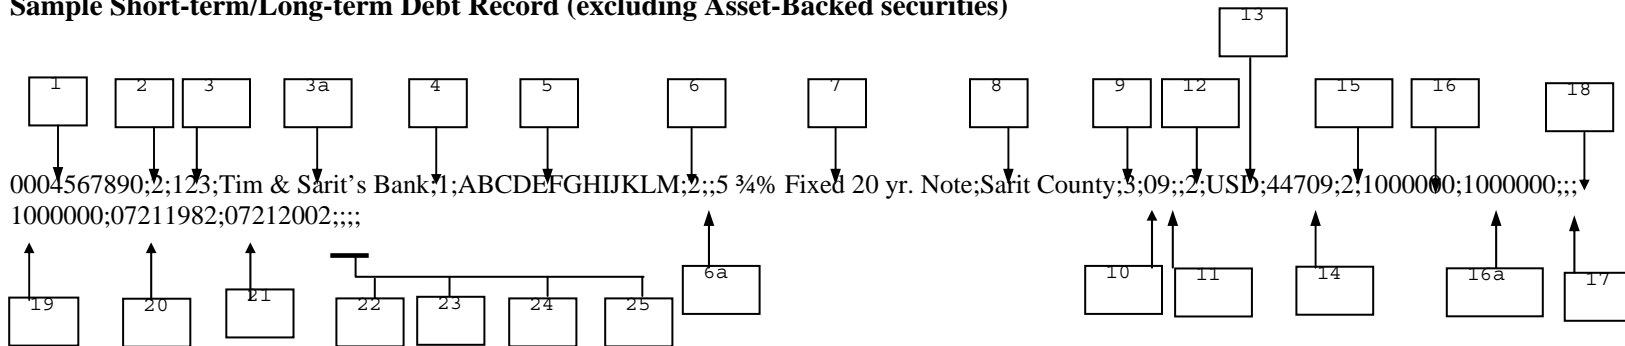 Sample Short-term/Long-term Debt Record (excluding Asset-Backed securities)
13
1 2 3 3a 4 5 6 7 8 9 12 15 16 18
0004567890;2;123;Tim & Sarit's Bank;1;ABCDEFGHIJKLM;2;;5 ¾% Fixed 20 yr. Note;Sarit County;3;09;;2;USD;44709;2;1000000;1000000;;;
1000000;07211982;07212002;;;;
6a 10 11 14 16a 17
19 20 21 22 23 24 25